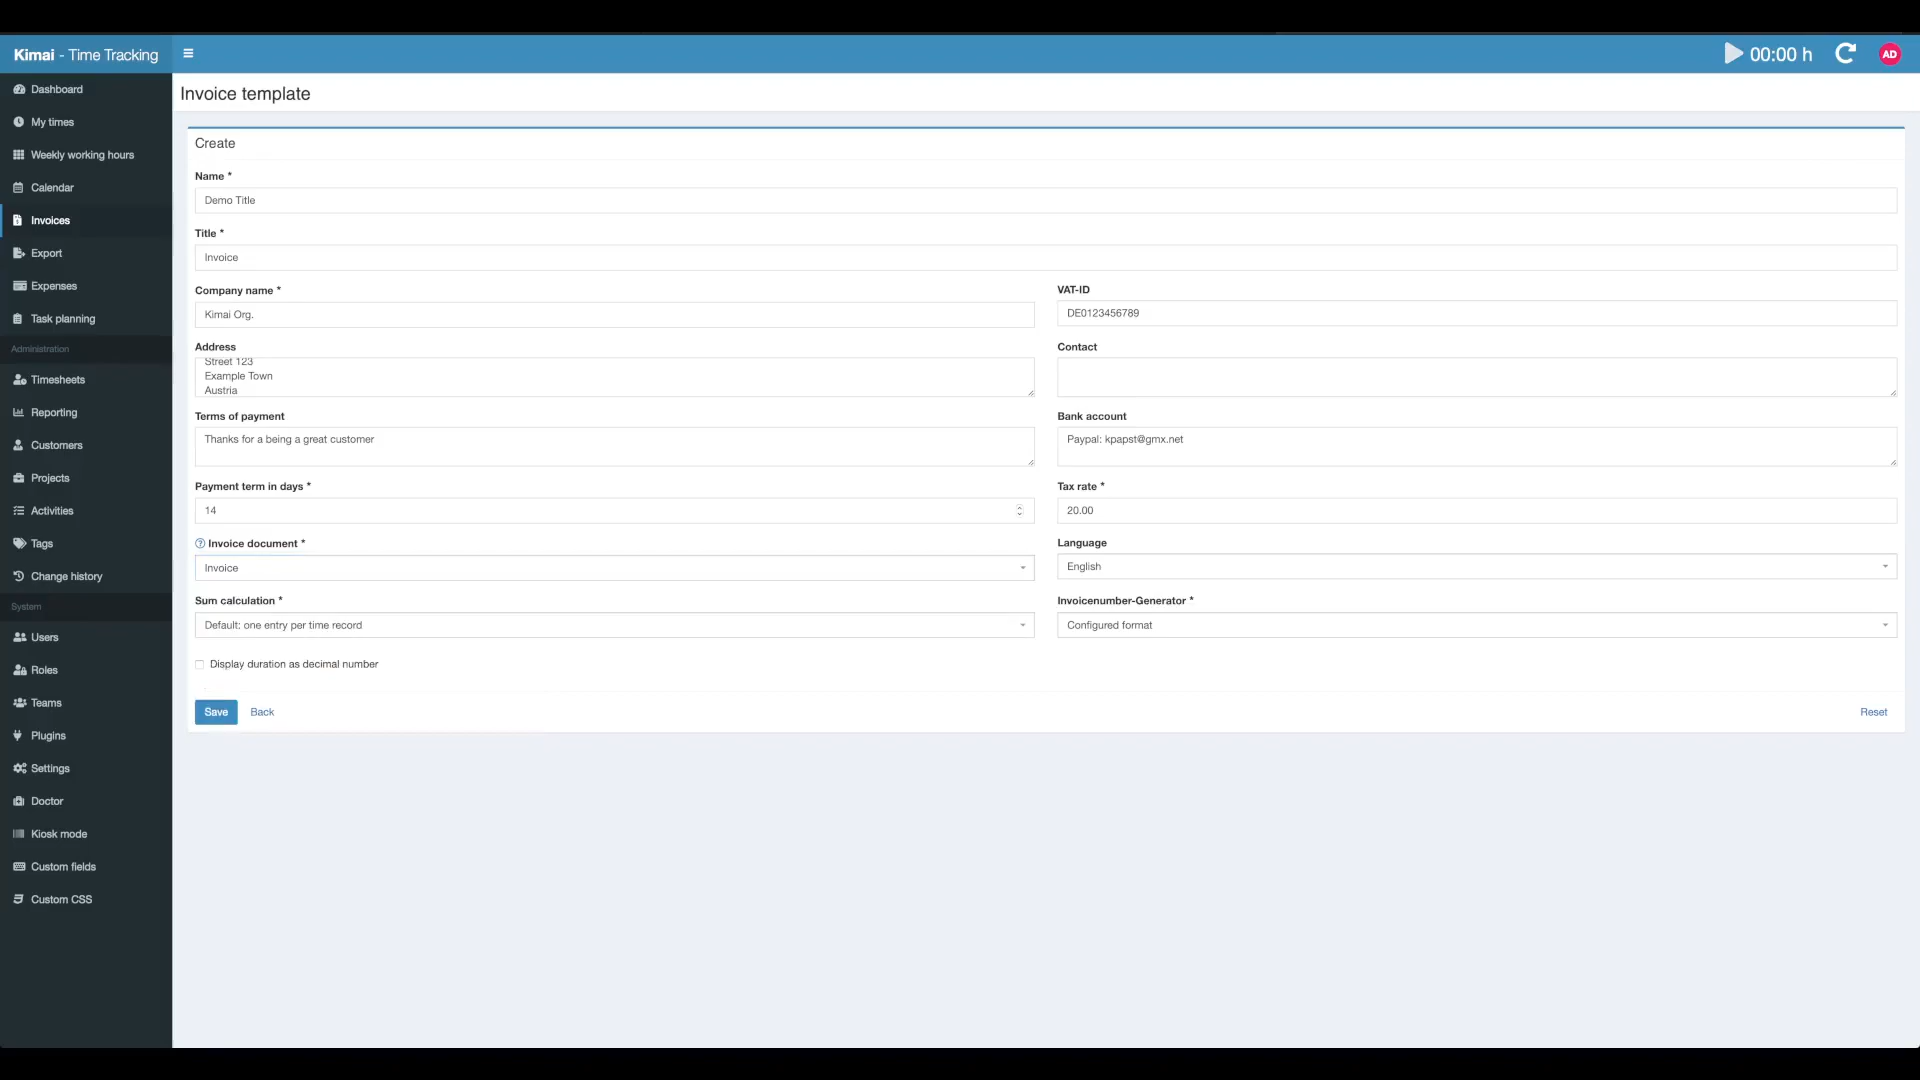 Kimai - Time Tracking
00:00 h
AD
Dashboard
My times
Weekly working hours
Calendar
Invoices
Export
Expenses
Task planning
Administration
Timesheets
Reporting
Customers
Projects
Activities
Tags
Change history
System
Users
Roles
Teams
Plugins
Settings
Doctor
Kiosk mode
Custom fields
Custom CSS
Invoice template
Create
Name *
Demo Title
Title *
Invoice
Company name *
Kimai Org.
VAT-ID
DE0123456789
Address
Street 123
Example Town
Austria
Contact
Terms of payment
Thanks for a being a great customer
Bank account
Paypal: kpapst@gmx.net
Payment term in days *
14
Tax rate *
20.00
Invoice document *
Invoice
Language
English
Sum calculation *
Default: one entry per time record
Invoicenumber-Generator *
Configured format
Display duration as decimal number
Save
Back
Reset